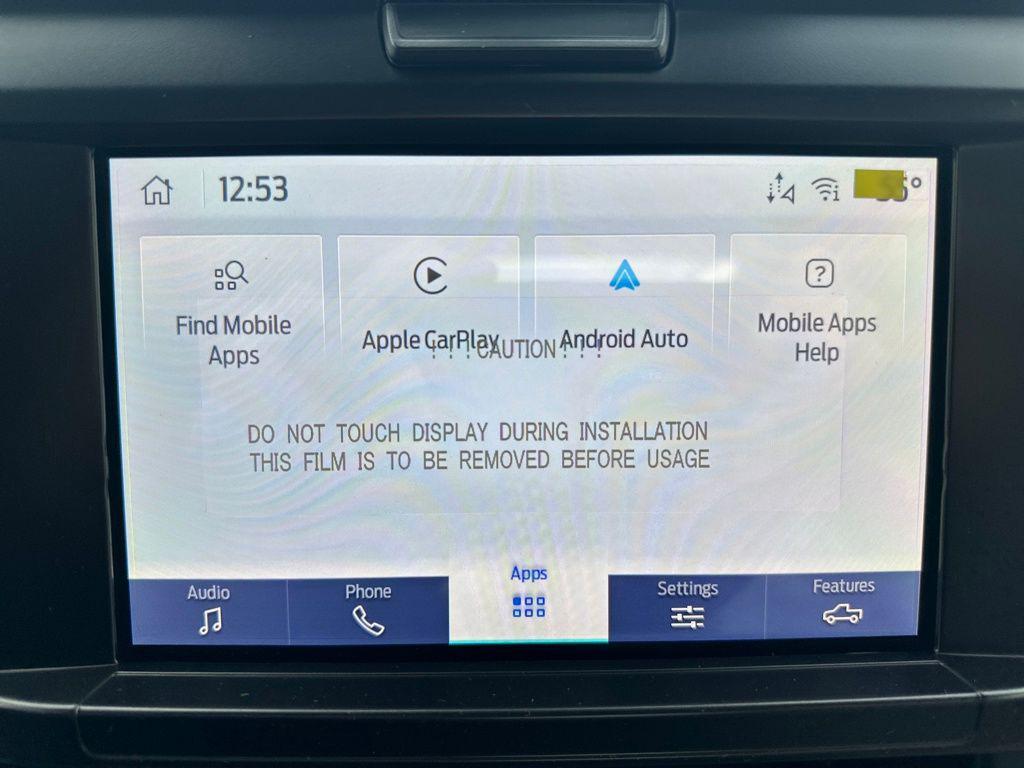 12:53
Find Mobile
Apps
Apple CarPlay
Android Auto
Mobile Apps
Help
!!!CAUTION!!!
DO NOT TOUCH DISPLAY DURING INSTALLATION
THIS FILM IS TO BE REMOVED BEFORE USAGE
Audio
Phone
Apps
Settings
Features